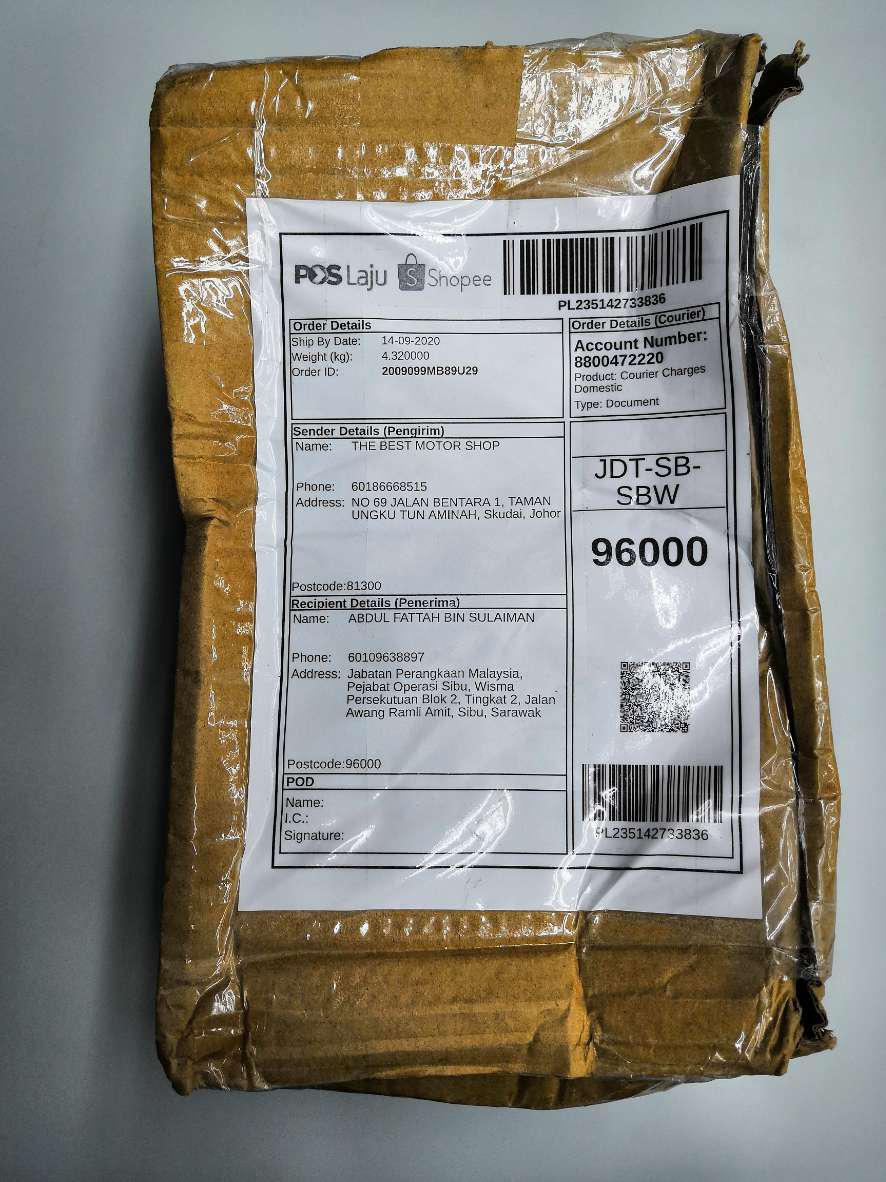 POS Laju Shopee
PL235142733836
Order Details
Ship By Date: 14-09-2020
Weight (kg): 4.320000
Order ID: 2009099MB89U29
Order Details (Courier)
Account Number:
8800472220
Product: Courier Charges
Domestic
Type: Document
Sender Details (Pengirim)
Name: THE BEST MOTOR SHOP
Phone: 60186668515
Address: NO 69 JALAN BENTARA 1, TAMAN
UNGKU TUN AMINAH, Skudai, Johor
Postcode:81300
JDT-SB-
SBW
96000
Recipient Details (Penerima)
Name: ABDUL FATTAH BIN SULAIMAN
Phone: 60109638897
Address: Jabatan Perangkaan Malaysia,
Pejabat Operasi Sibu, Wisma
Persekutuan Blok 2, Tingkat 2, Jalan
Awang Ramli Amit, Sibu, Sarawak
Postcode:96000
POD
Name:
I.C.:
Signature:
PL235142733836